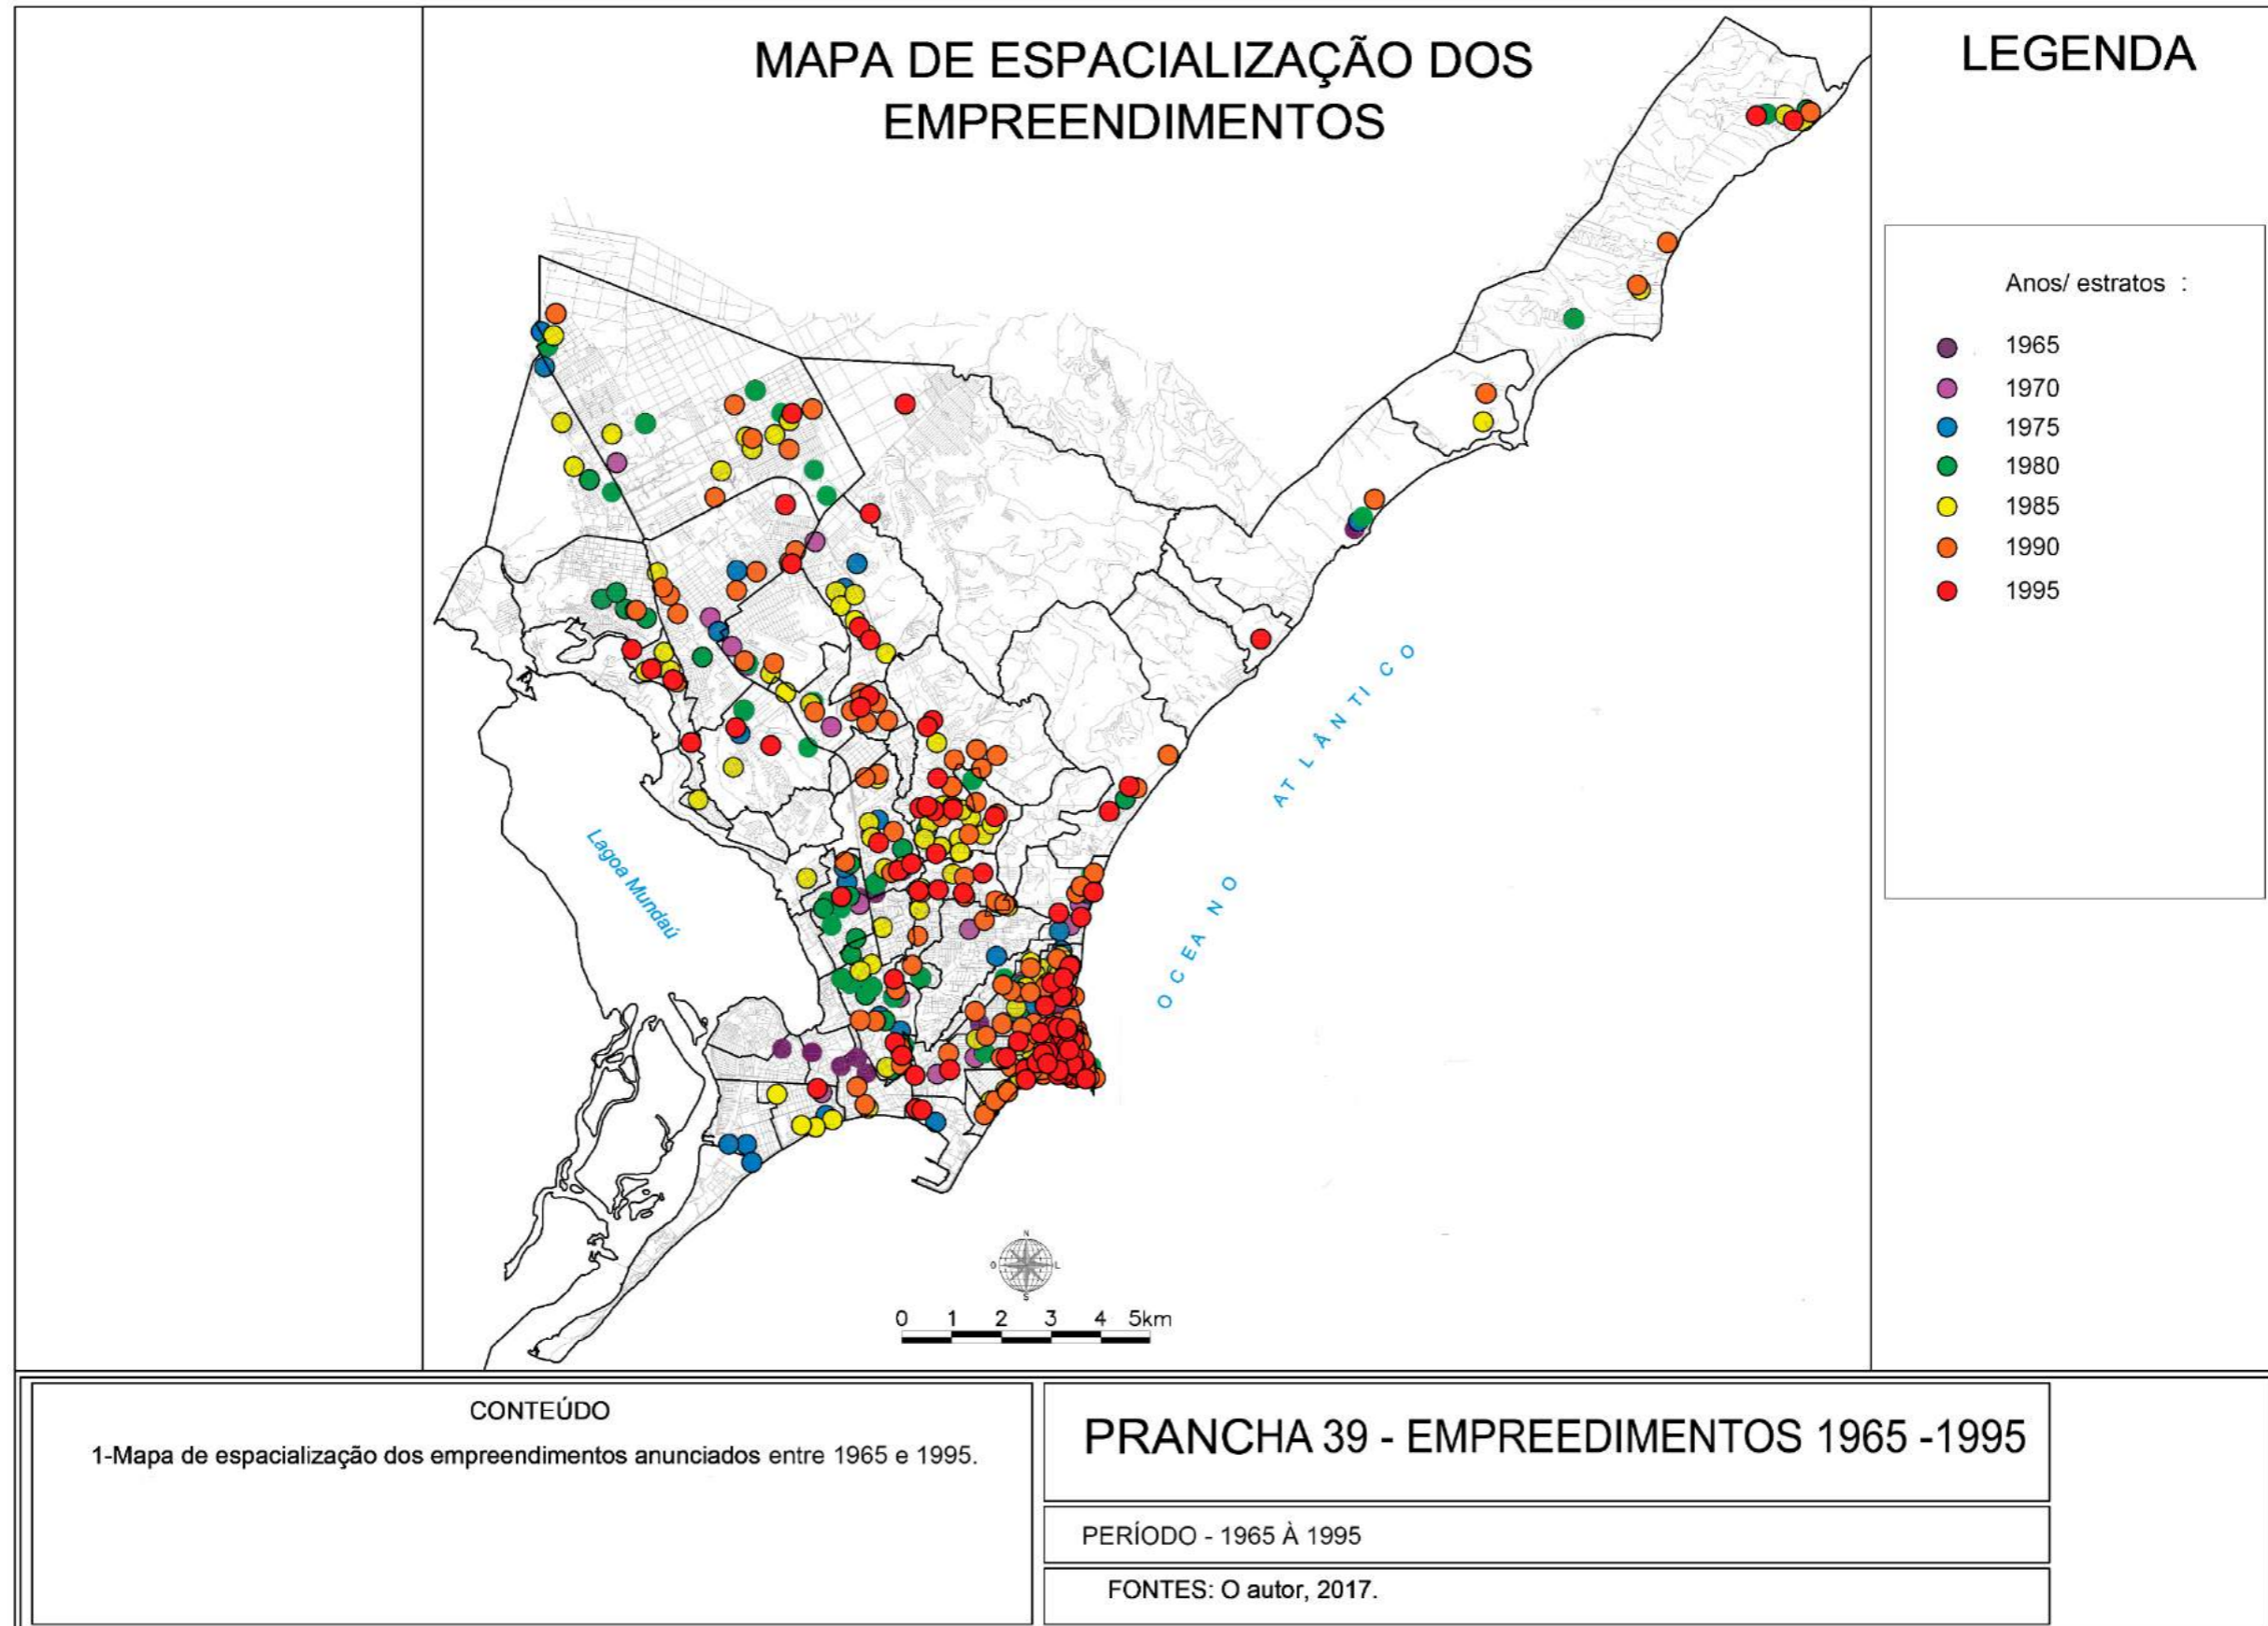 MAPA DE ESPACIALIZAÇÃO DOS
EMPREENDIMENTOS
LEGENDA
Anos/ estratos :
1965
1970
1975
1980
1985
1990
1995
OCEANO ATLÂNTICO
Lagoa Mundaú
N
O
L
S
0 1 2 3 4 5km
CONTEÚDO
1-Mapa de espacialização dos empreendimentos anunciados entre 1965 e 1995.
PRANCHA 39 - EMPREEDIMENTOS 1965 -1995
PERÍODO - 1965 À 1995
FONTES: O autor, 2017.